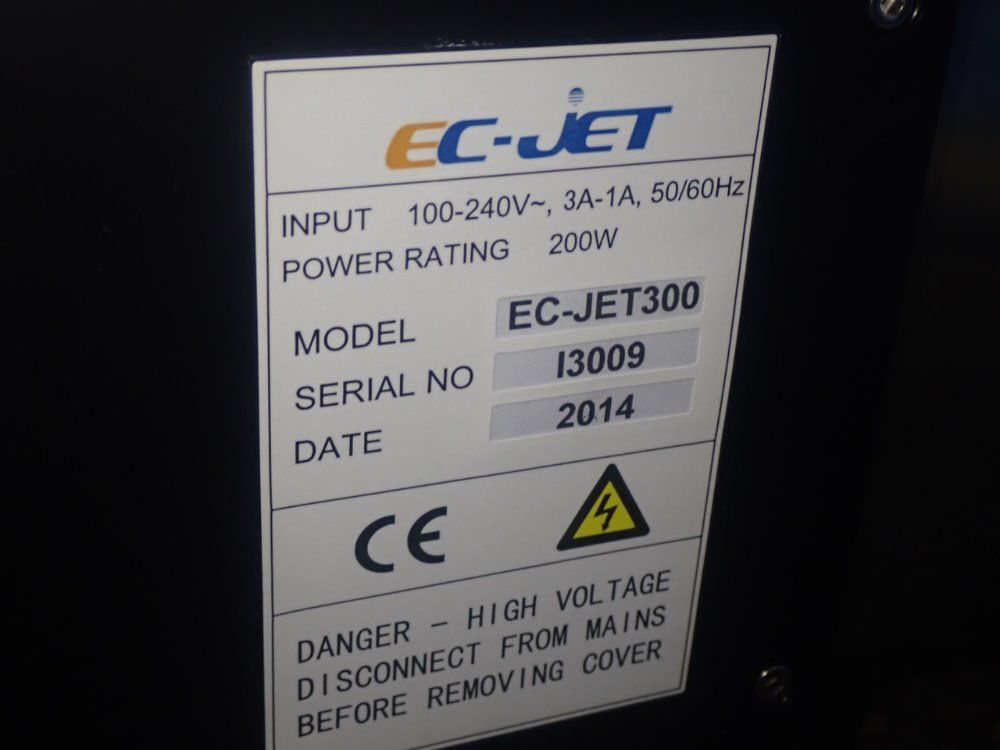 EC-JET
INPUT 100-240V~, 3A-1A, 50/60Hz
POWER RATING 200W
MODEL EC-JET300
SERIAL NO I3009
DATE 2014
CE
DANGER - HIGH VOLTAGE
DISCONNECT FROM MAINS
BEFORE REMOVING COVER